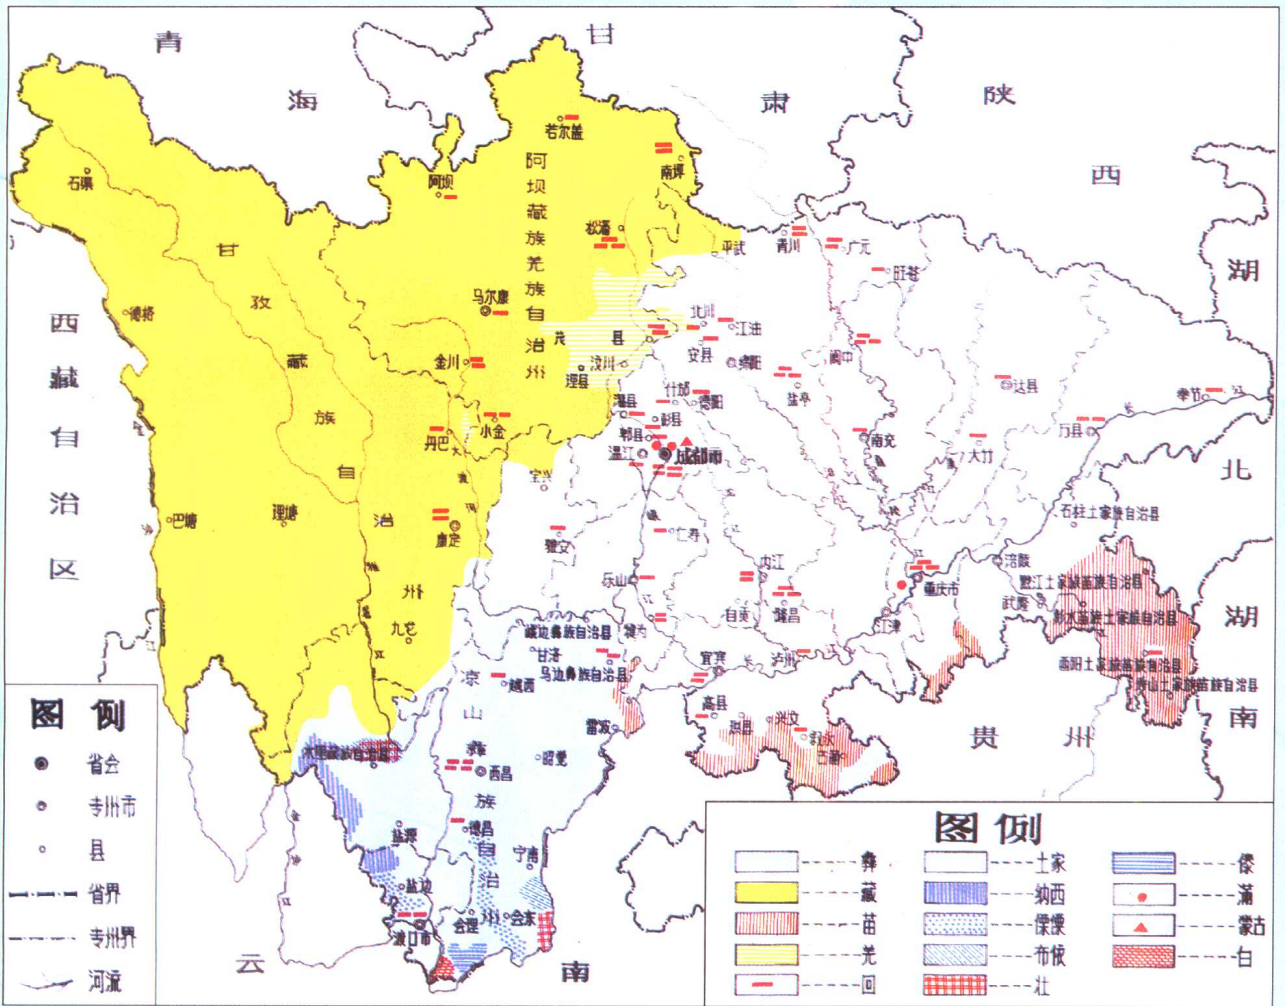 青海
甘肃
陕西
湖北
湖南
贵州
云南
西藏自治区
阿坝藏族羌族自治州
甘孜藏族自治州
凉山彝族自治州
石渠
若尔盖
南坪
阿坝
松潘
平武
青川
广元
旺苍
德格
马尔康
茂县
北川
江油
安县
绵阳
阆中
金川
汶川
理县
什邡
德阳
盐亭
达县
奉节
灌县
彭县
万县
丹巴
小金
郫县
温江
成都市
南充
大竹
宝兴
巴塘
理塘
康定
雅安
仁寿
石柱土家族自治县
乐山
内江
重庆市
涪陵
黔江土家族苗族自治县
武隆
彭水苗族土家族自治县
自贡
隆昌
江津
九龙
峨边彝族自治县
犍为
甘洛
马边彝族自治县
宜宾
泸州
酉阳土家族苗族自治县
秀山土家族苗族自治县
越西
雷波
高县
珙县
兴文
叙永
古蔺
木里藏族自治县
西昌
昭觉
盐源
德昌
宁南
盐边
会理
会东
渡口市
长江
图例
省会
专州市
县
省界
专州界
河流
图例
彝
藏
苗
羌
回
土家
纳西
傈僳
布依
壮
傣
满
蒙古
白